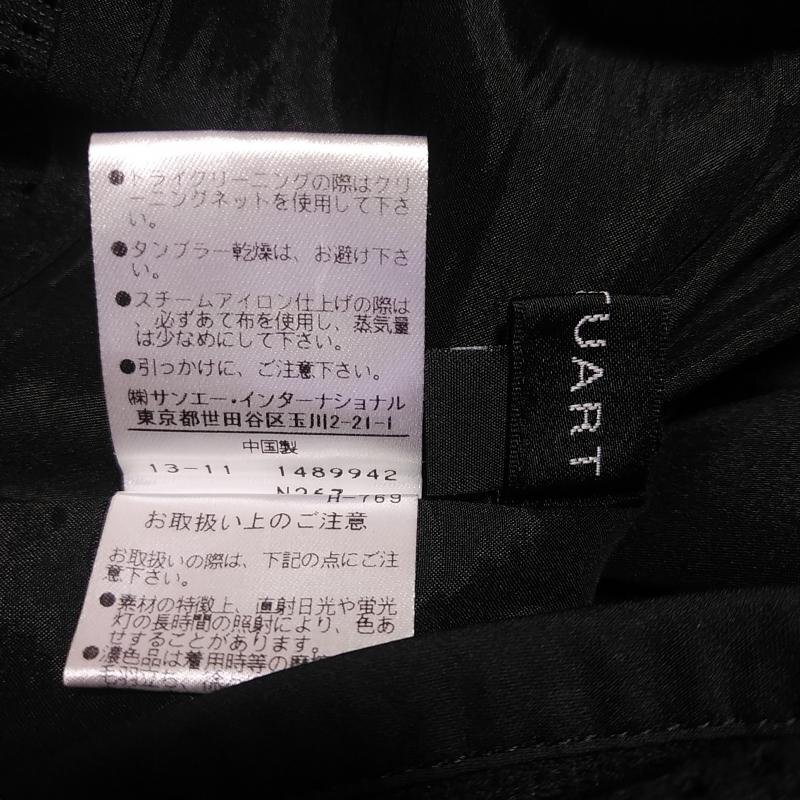 ●ドライクリーニングの際はクリ
ーニングネットを使用して下さ
い。
●タンブラー乾燥は、お避け下さ
い。
●スチームアイロン仕上げの際は
、必ずあて布を使用し、蒸気量
は少なめにして下さい。
●引っかけに、ご注意下さい。
㈱サンエー・インターナショナル
東京都世田谷区玉川2-21-1
中国製
13-11 1489942
N267
H-769
お取扱い上のご注意
お取扱いの際は、下記の点にご注
意下さい。
●素材の特徴上、直射日光や蛍光
灯の長時間の照射により、色あ
せすることがあります。
●濃色品は着用時等の摩
毛羽立ち、
TUART